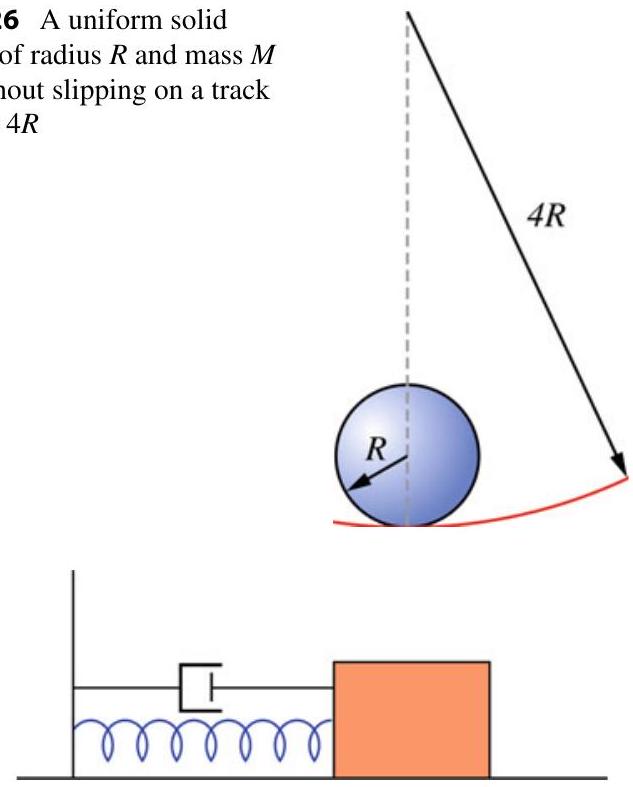 26 A uniform solid
of radius R and mass M
hout slipping on a track
4R
4R
R